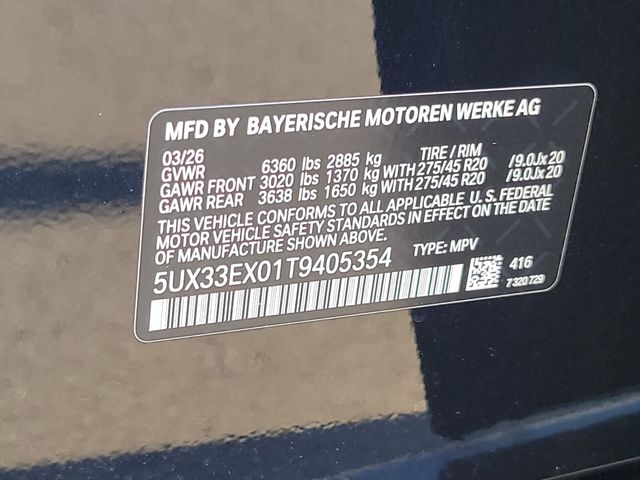 MFD BY BAYERISCHE MOTOREN WERKE AG
03/26 TIRE / RIM
GVWR 6360 lbs 2885 kg
GAWR FRONT 3020 lbs 1370 kg WITH 275/45 R20 /9.0Jx20
GAWR REAR 3638 lbs 1650 kg WITH 275/45 R20 /9.0Jx20
THIS VEHICLE CONFORMS TO ALL APPLICABLE U.S. FEDERAL
MOTOR VEHICLE SAFETY STANDARDS IN EFFECT ON THE DATE
OF MANUFACTURE SHOWN ABOVE.
5UX33EX01T9405354 TYPE: MPV
416
7 320 729